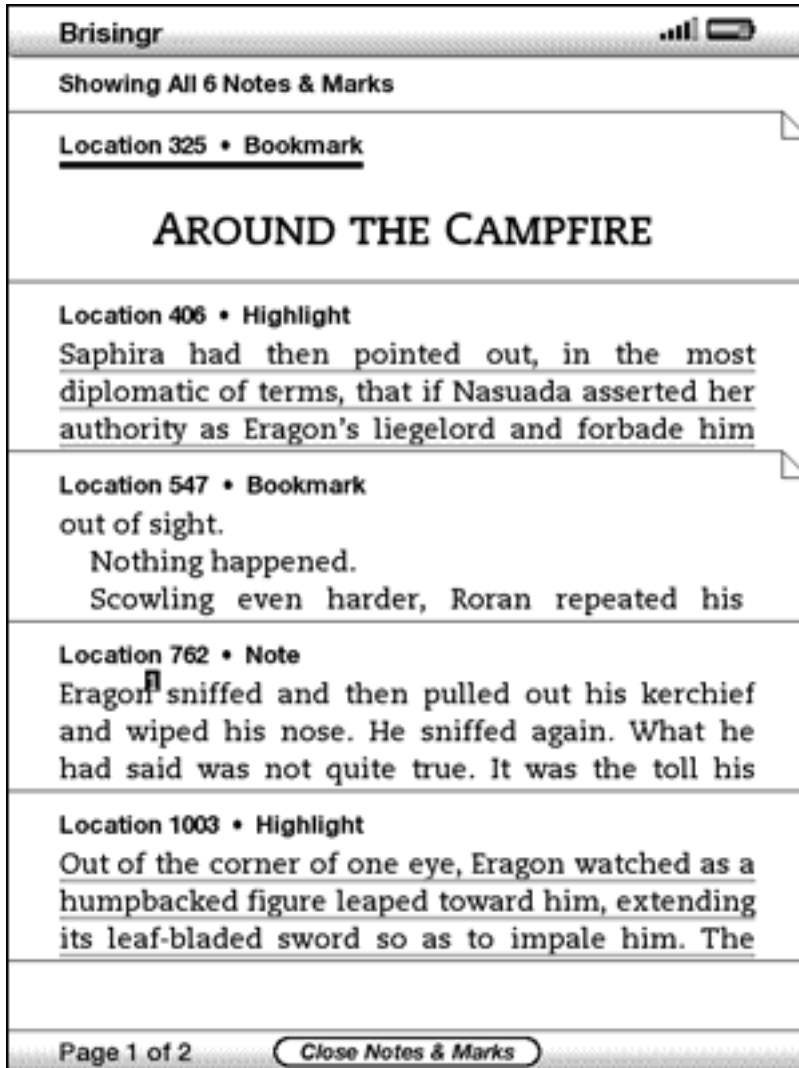 Brisingr
Showing All 6 Notes & Marks
Location 325 • Bookmark
AROUND THE CAMPFIRE
Location 406 • Highlight
Saphira had then pointed out, in the most
diplomatic of terms, that if Nasuada asserted her
authority as Eragon's liegelord and forbade him
Location 547 • Bookmark
out of sight.
Nothing happened.
Scowling even harder, Roran repeated his
Location 762 • Note
Eragon1 sniffed and then pulled out his kerchief
and wiped his nose. He sniffed again. What he
had said was not quite true. It was the toll his
Location 1003 • Highlight
Out of the corner of one eye, Eragon watched as a
humpbacked figure leaped toward him, extending
its leaf-bladed sword so as to impale him. The
Page 1 of 2 Close Notes & Marks